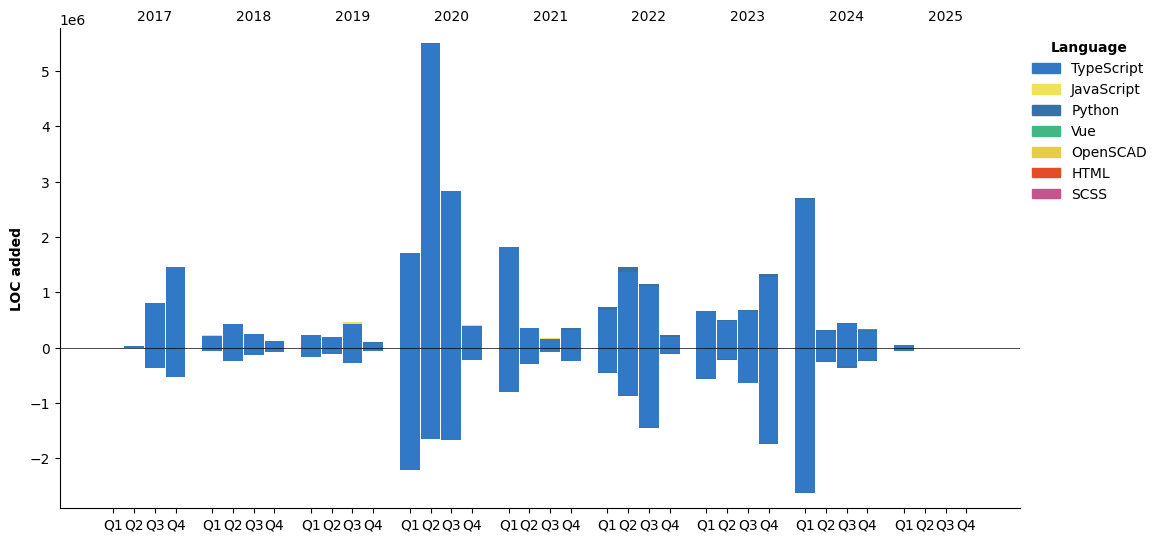 2017 2018 2019 2020 2021 2022 2023 2024 2025
1e6
Language
TypeScript
JavaScript
Python
Vue
OpenSCAD
HTML
SCSS
LOC added
5
4
3
2
1
0
−1
−2
Q1 Q2 Q3 Q4 Q1 Q2 Q3 Q4 Q1 Q2 Q3 Q4 Q1 Q2 Q3 Q4 Q1 Q2 Q3 Q4 Q1 Q2 Q3 Q4 Q1 Q2 Q3 Q4 Q1 Q2 Q3 Q4 Q1 Q2 Q3 Q4